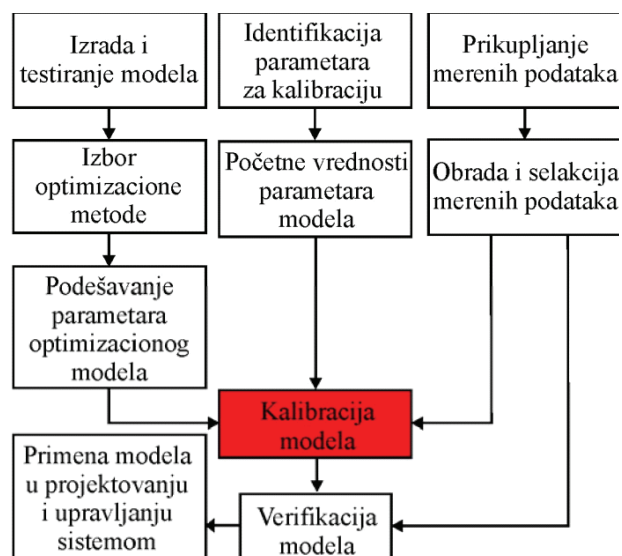 Izrada i
testiranje modela
Identifikacija
parametara
za kalibraciju
Prikupljanje
merenih podataka
Izbor
optimizacione
metode
Početne vrednosti
parametara
modela
Obrada i selakcija
merenih podataka
Podešavanje
parametara
optimizacionog
modela
Kalibracija
modela
Primena modela
u projektovanju
i upravljanju
sistemom
Verifikacija
modela